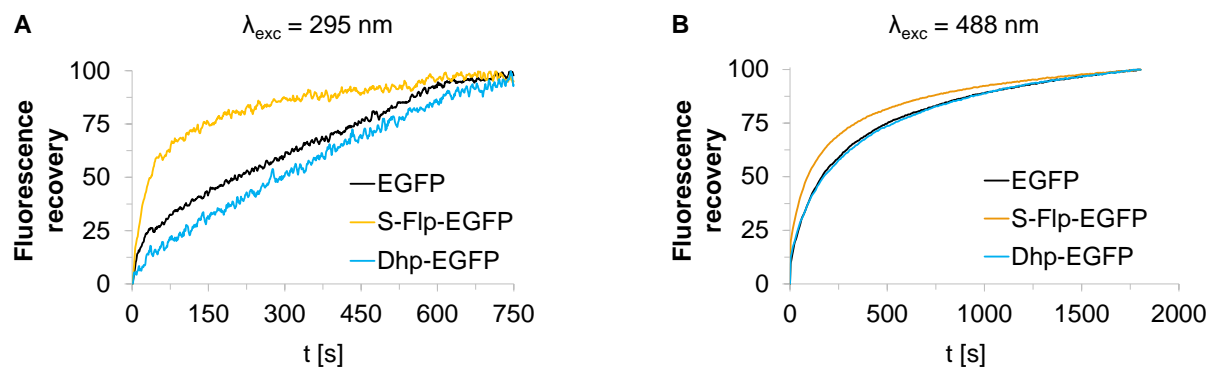 A
λexc = 295 nm
Fluorescence
recovery
100
75
50
25
0
EGFP
S-Flp-EGFP
Dhp-EGFP
0 150 300 450 600 750
t [s]
B
λexc = 488 nm
Fluorescence
recovery
100
75
50
25
0
EGFP
S-Flp-EGFP
Dhp-EGFP
0 500 1000 1500 2000
t [s]